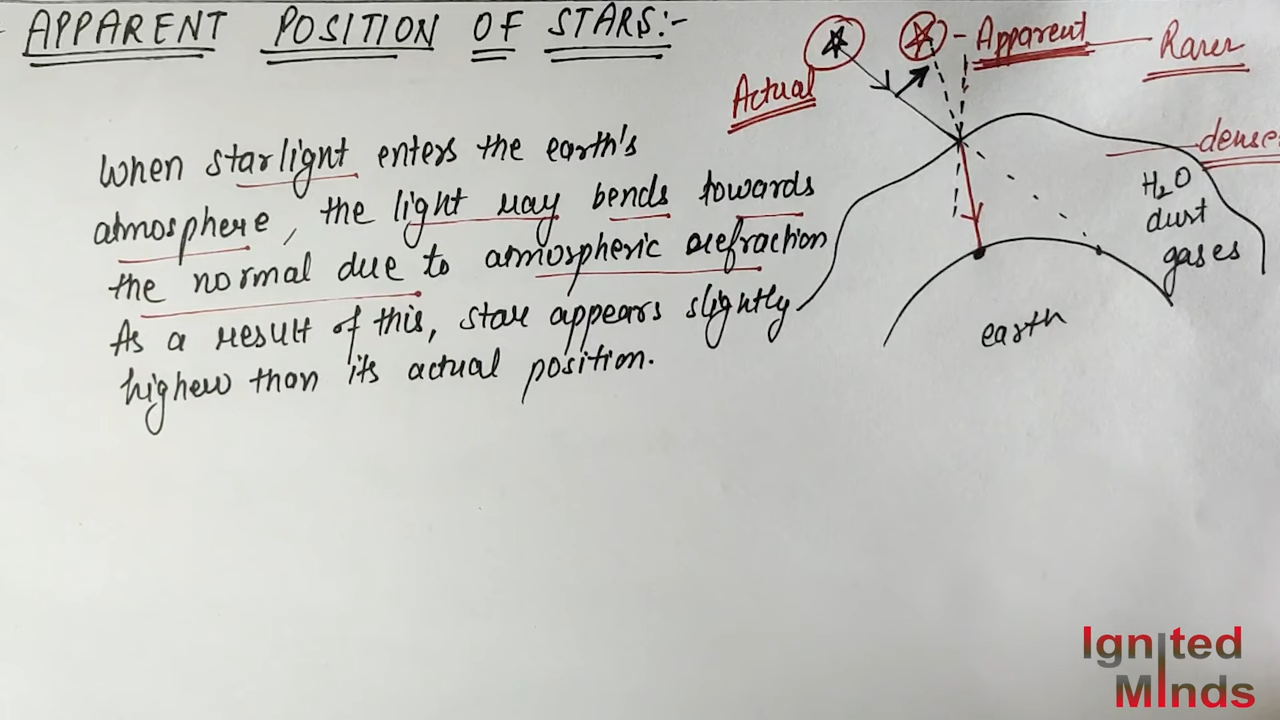 APPARENT POSITION OF STARS:-
Actual
- Apparent
Rarer
dense
When starlignt enters the earth's
atmosphere, the light ray bends towards
the normal due to atmospheric refraction
As a result of this, star appears slightly
higher than its actual position.
H2O
dust
gases
earth
Ignited
Minds